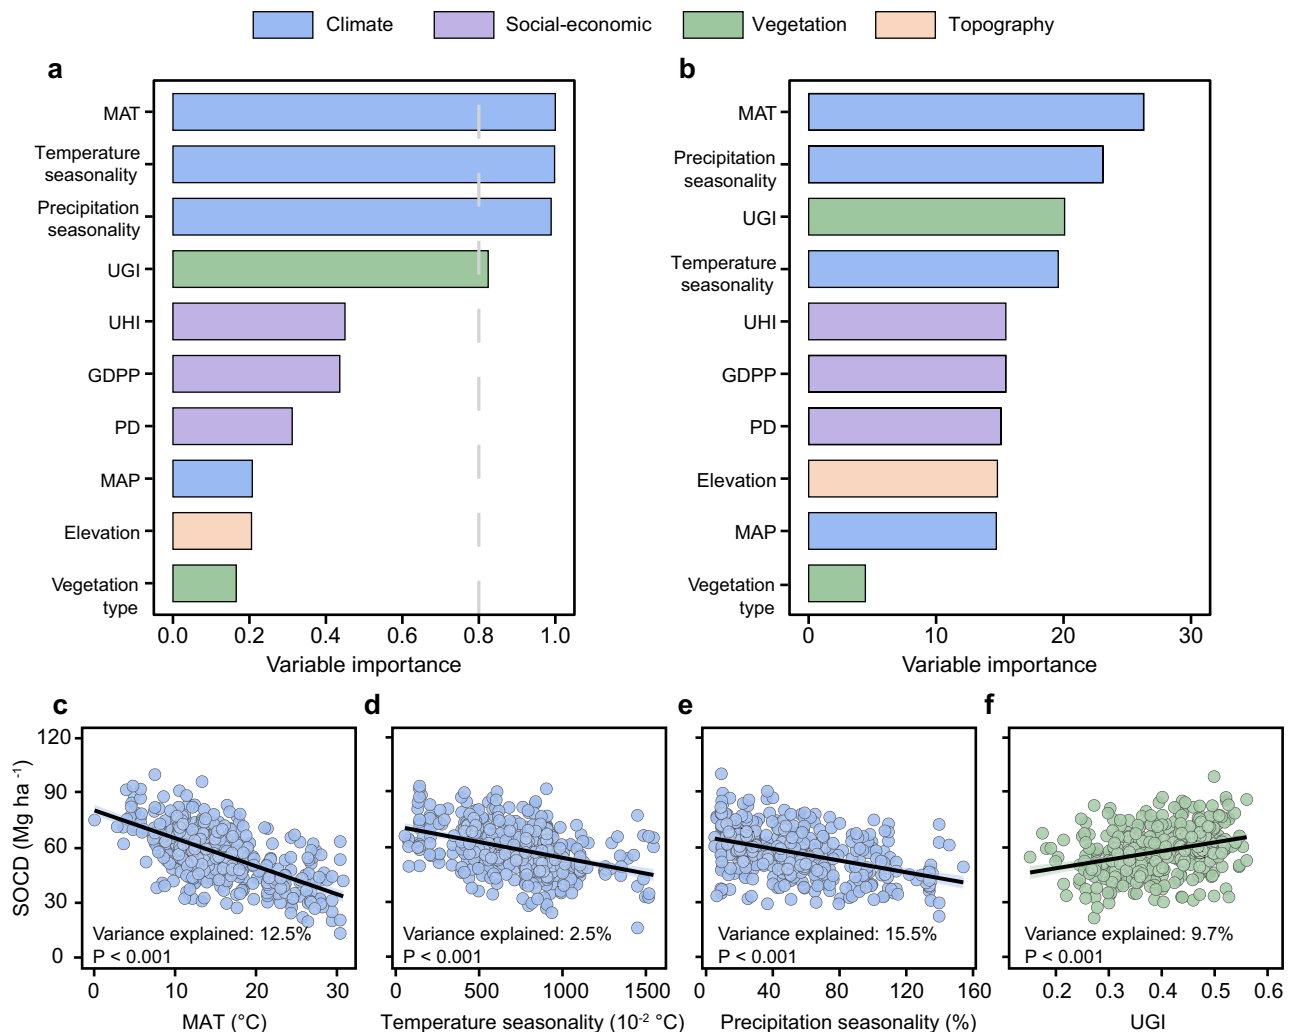 Climate Social-economic Vegetation Topography
a
MAT
Temperature
seasonality
Precipitation
seasonality
UGI
UHI
GDPP
PD
MAP
Elevation
Vegetation
type
0.0 0.2 0.4 0.6 0.8 1.0
Variable importance
b
MAT
Precipitation
seasonality
UGI
Temperature
seasonality
UHI
GDPP
PD
Elevation
MAP
Vegetation
type
0 10 20 30
Variable importance
c
SOCD (Mg ha⁻¹)
120
90
60
30
0
Variance explained: 12.5%
P < 0.001
0 10 20 30
MAT (°C)
d
Variance explained: 2.5%
P < 0.001
0 500 1000 1500
Temperature seasonality (10⁻² °C)
e
Variance explained: 15.5%
P < 0.001
0 40 80 120 160
Precipitation seasonality (%)
f
Variance explained: 9.7%
P < 0.001
0.2 0.3 0.4 0.5 0.6
UGI